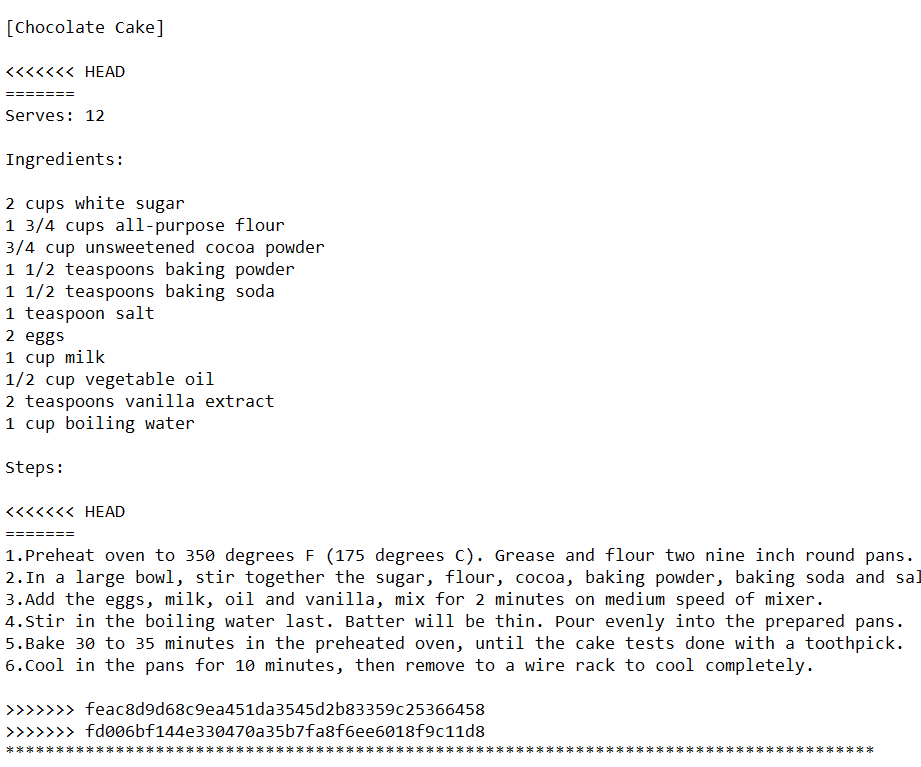 [Chocolate Cake]
<<<<<<< HEAD
=======
Serves: 12
Ingredients:
2 cups white sugar
1 3/4 cups all-purpose flour
3/4 cup unsweetened cocoa powder
1 1/2 teaspoons baking powder
1 1/2 teaspoons baking soda
1 teaspoon salt
2 eggs
1 cup milk
1/2 cup vegetable oil
2 teaspoons vanilla extract
1 cup boiling water
Steps:
<<<<<<< HEAD
=======
1.Preheat oven to 350 degrees F (175 degrees C). Grease and flour two nine inch round pans.
2.In a large bowl, stir together the sugar, flour, cocoa, baking powder, baking soda and sal
3.Add the eggs, milk, oil and vanilla, mix for 2 minutes on medium speed of mixer.
4.Stir in the boiling water last. Batter will be thin. Pour evenly into the prepared pans.
5.Bake 30 to 35 minutes in the preheated oven, until the cake tests done with a toothpick.
6.Cool in the pans for 10 minutes, then remove to a wire rack to cool completely.
>>>>>>> feac8d9d68c9ea451da3545d2b83359c25366458
>>>>>>> fd006bf144e330470a35b7fa8f6ee6018f9c11d8
***************************************************************************************